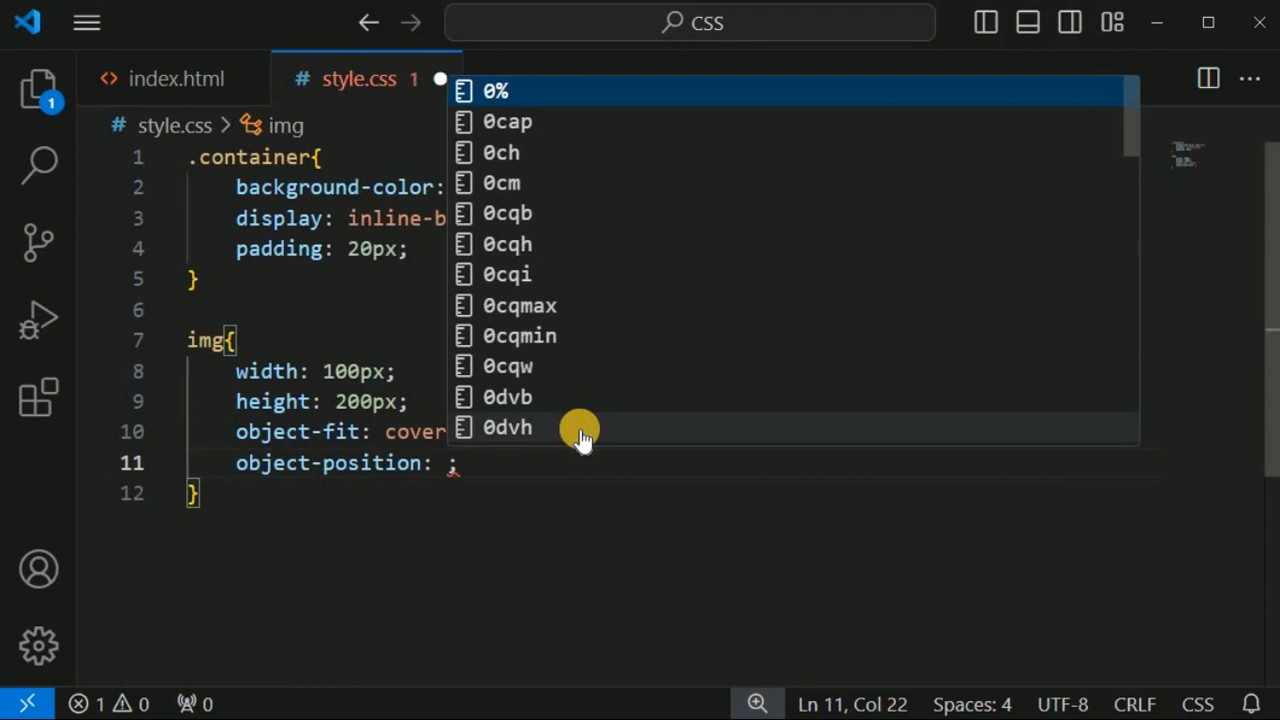 CSS
index.html
# style.css 1
# style.css > img
1 .container{
2 background-color:
3 display: inline-b
4 padding: 20px;
5 }
6
7 img{
8 width: 100px;
9 height: 200px;
10 object-fit: cover
11 object-position: ;
12 }
0%
0cap
0ch
0cm
0cqb
0cqh
0cqi
0cqmax
0cqmin
0cqw
0dvb
0dvh
1
1 0 0
Ln 11, Col 22
Spaces: 4
UTF-8
CRLF
CSS